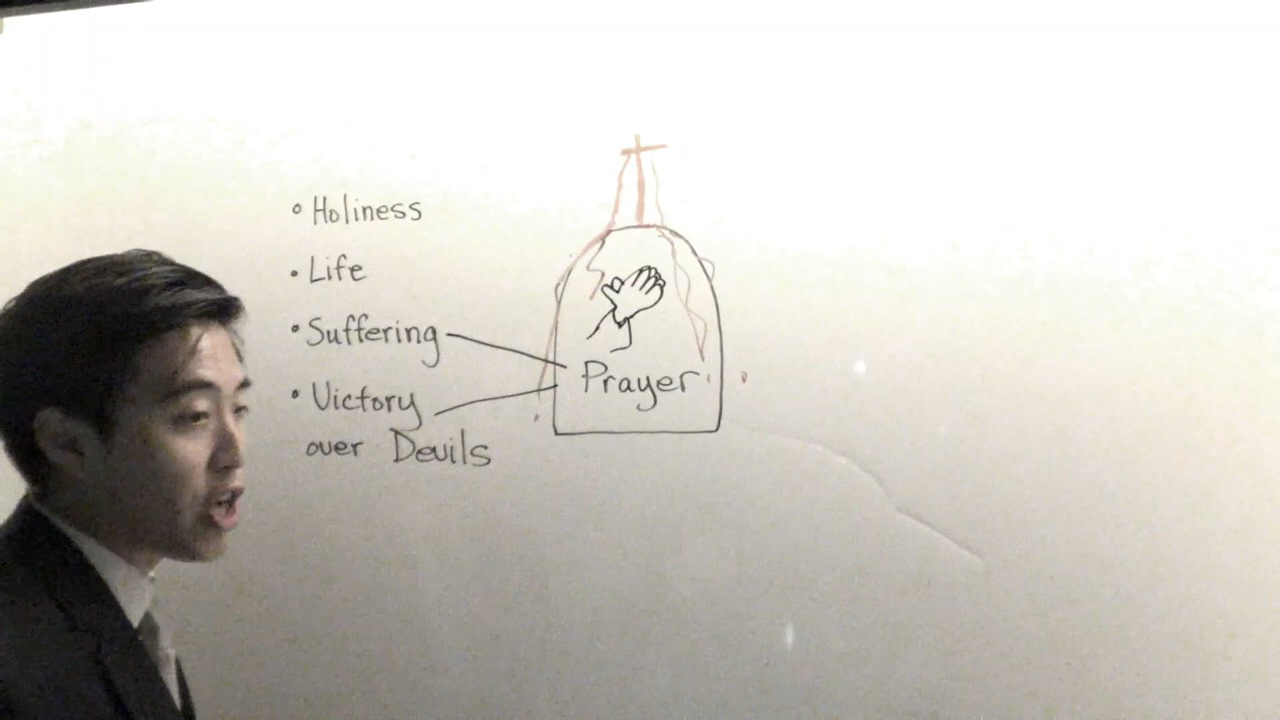 • Holiness
• Life
• Suffering
• Victory
over Devils
Prayer